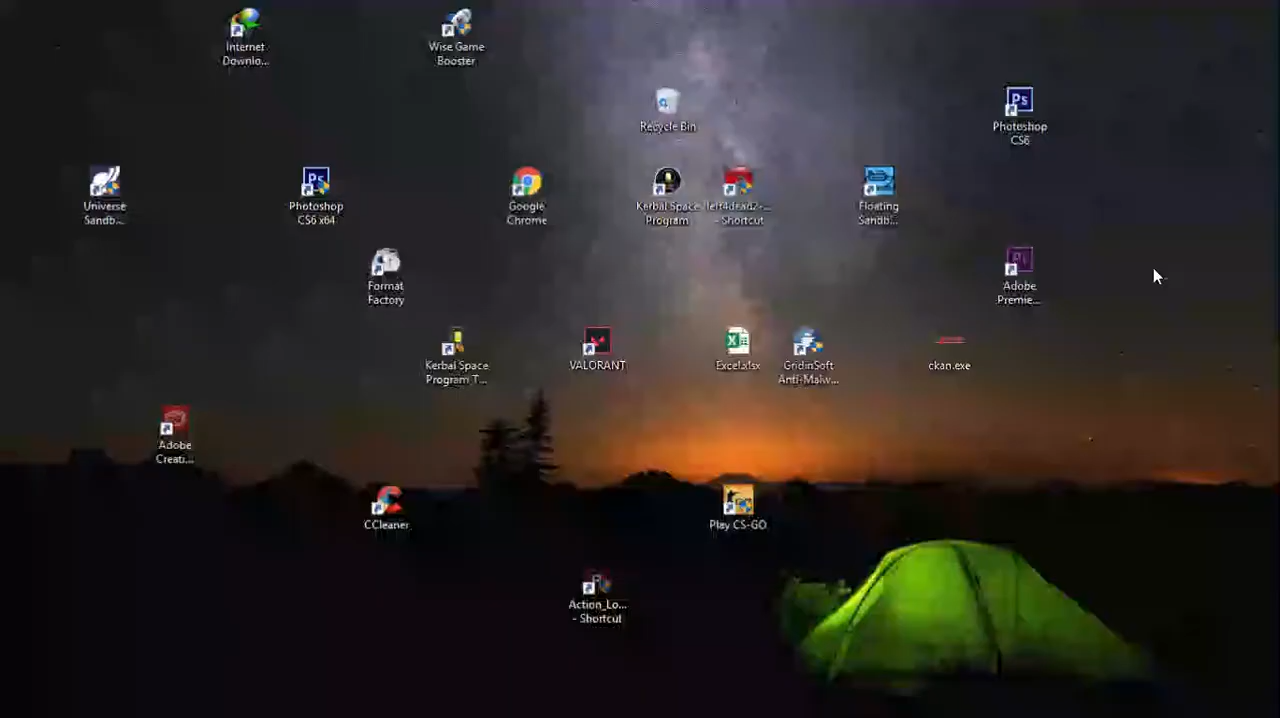 Internet
Downlo...
Wise Game
Booster
Recycle Bin
Photoshop
CS6
Universe
Sandb...
Photoshop
CS6 x64
Google
Chrome
Kerbal Space
Program
left4dead2-...
- Shortcut
Floating
Sandb...
Format
Factory
Adobe
Premie...
Kerbal Space
Program T...
VALORANT
Excel.xlsx
GridinSoft
Anti-Malw...
ckan.exe
Adobe
Creati...
CCleaner
Play CS-GO
Action_Lo...
- Shortcut